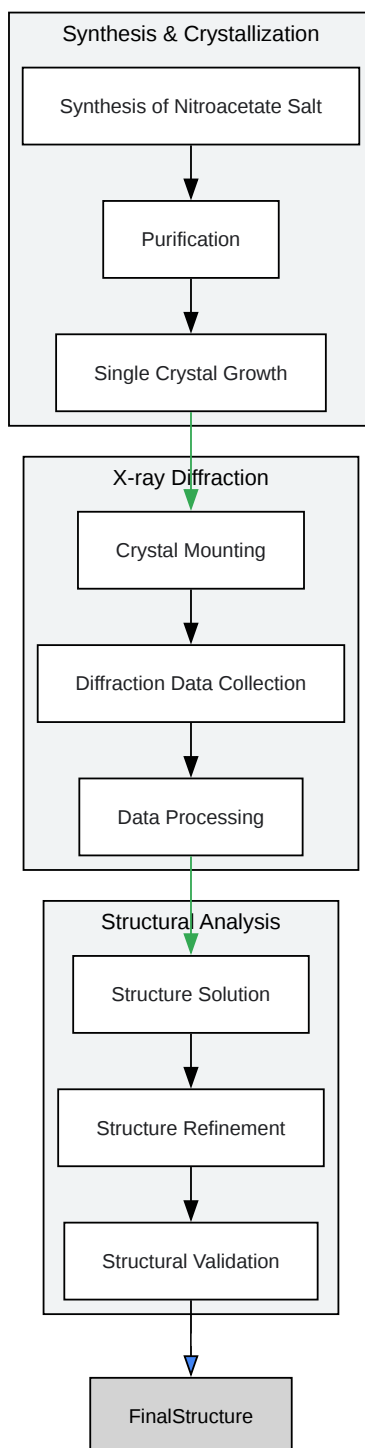 Synthesis & Crystallization
Synthesis of Nitroacetate Salt
Purification
Single Crystal Growth
X-ray Diffraction
Crystal Mounting
Diffraction Data Collection
Data Processing
Structural Analysis
Structure Solution
Structure Refinement
Structural Validation
FinalStructure